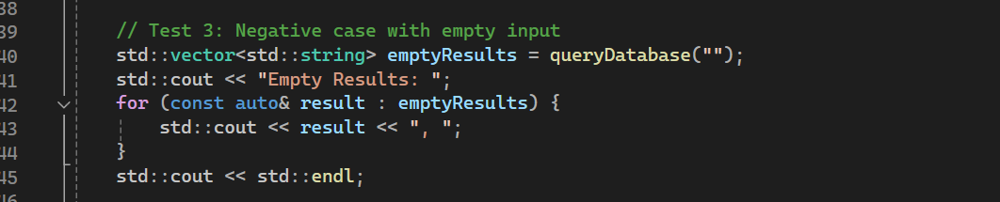 38
39 // Test 3: Negative case with empty input
40 std::vector<std::string> emptyResults = queryDatabase("");
41 std::cout << "Empty Results: ";
42 for (const auto& result : emptyResults) {
43 std::cout << result << ", ";
44 }
45 std::cout << std::endl;
46